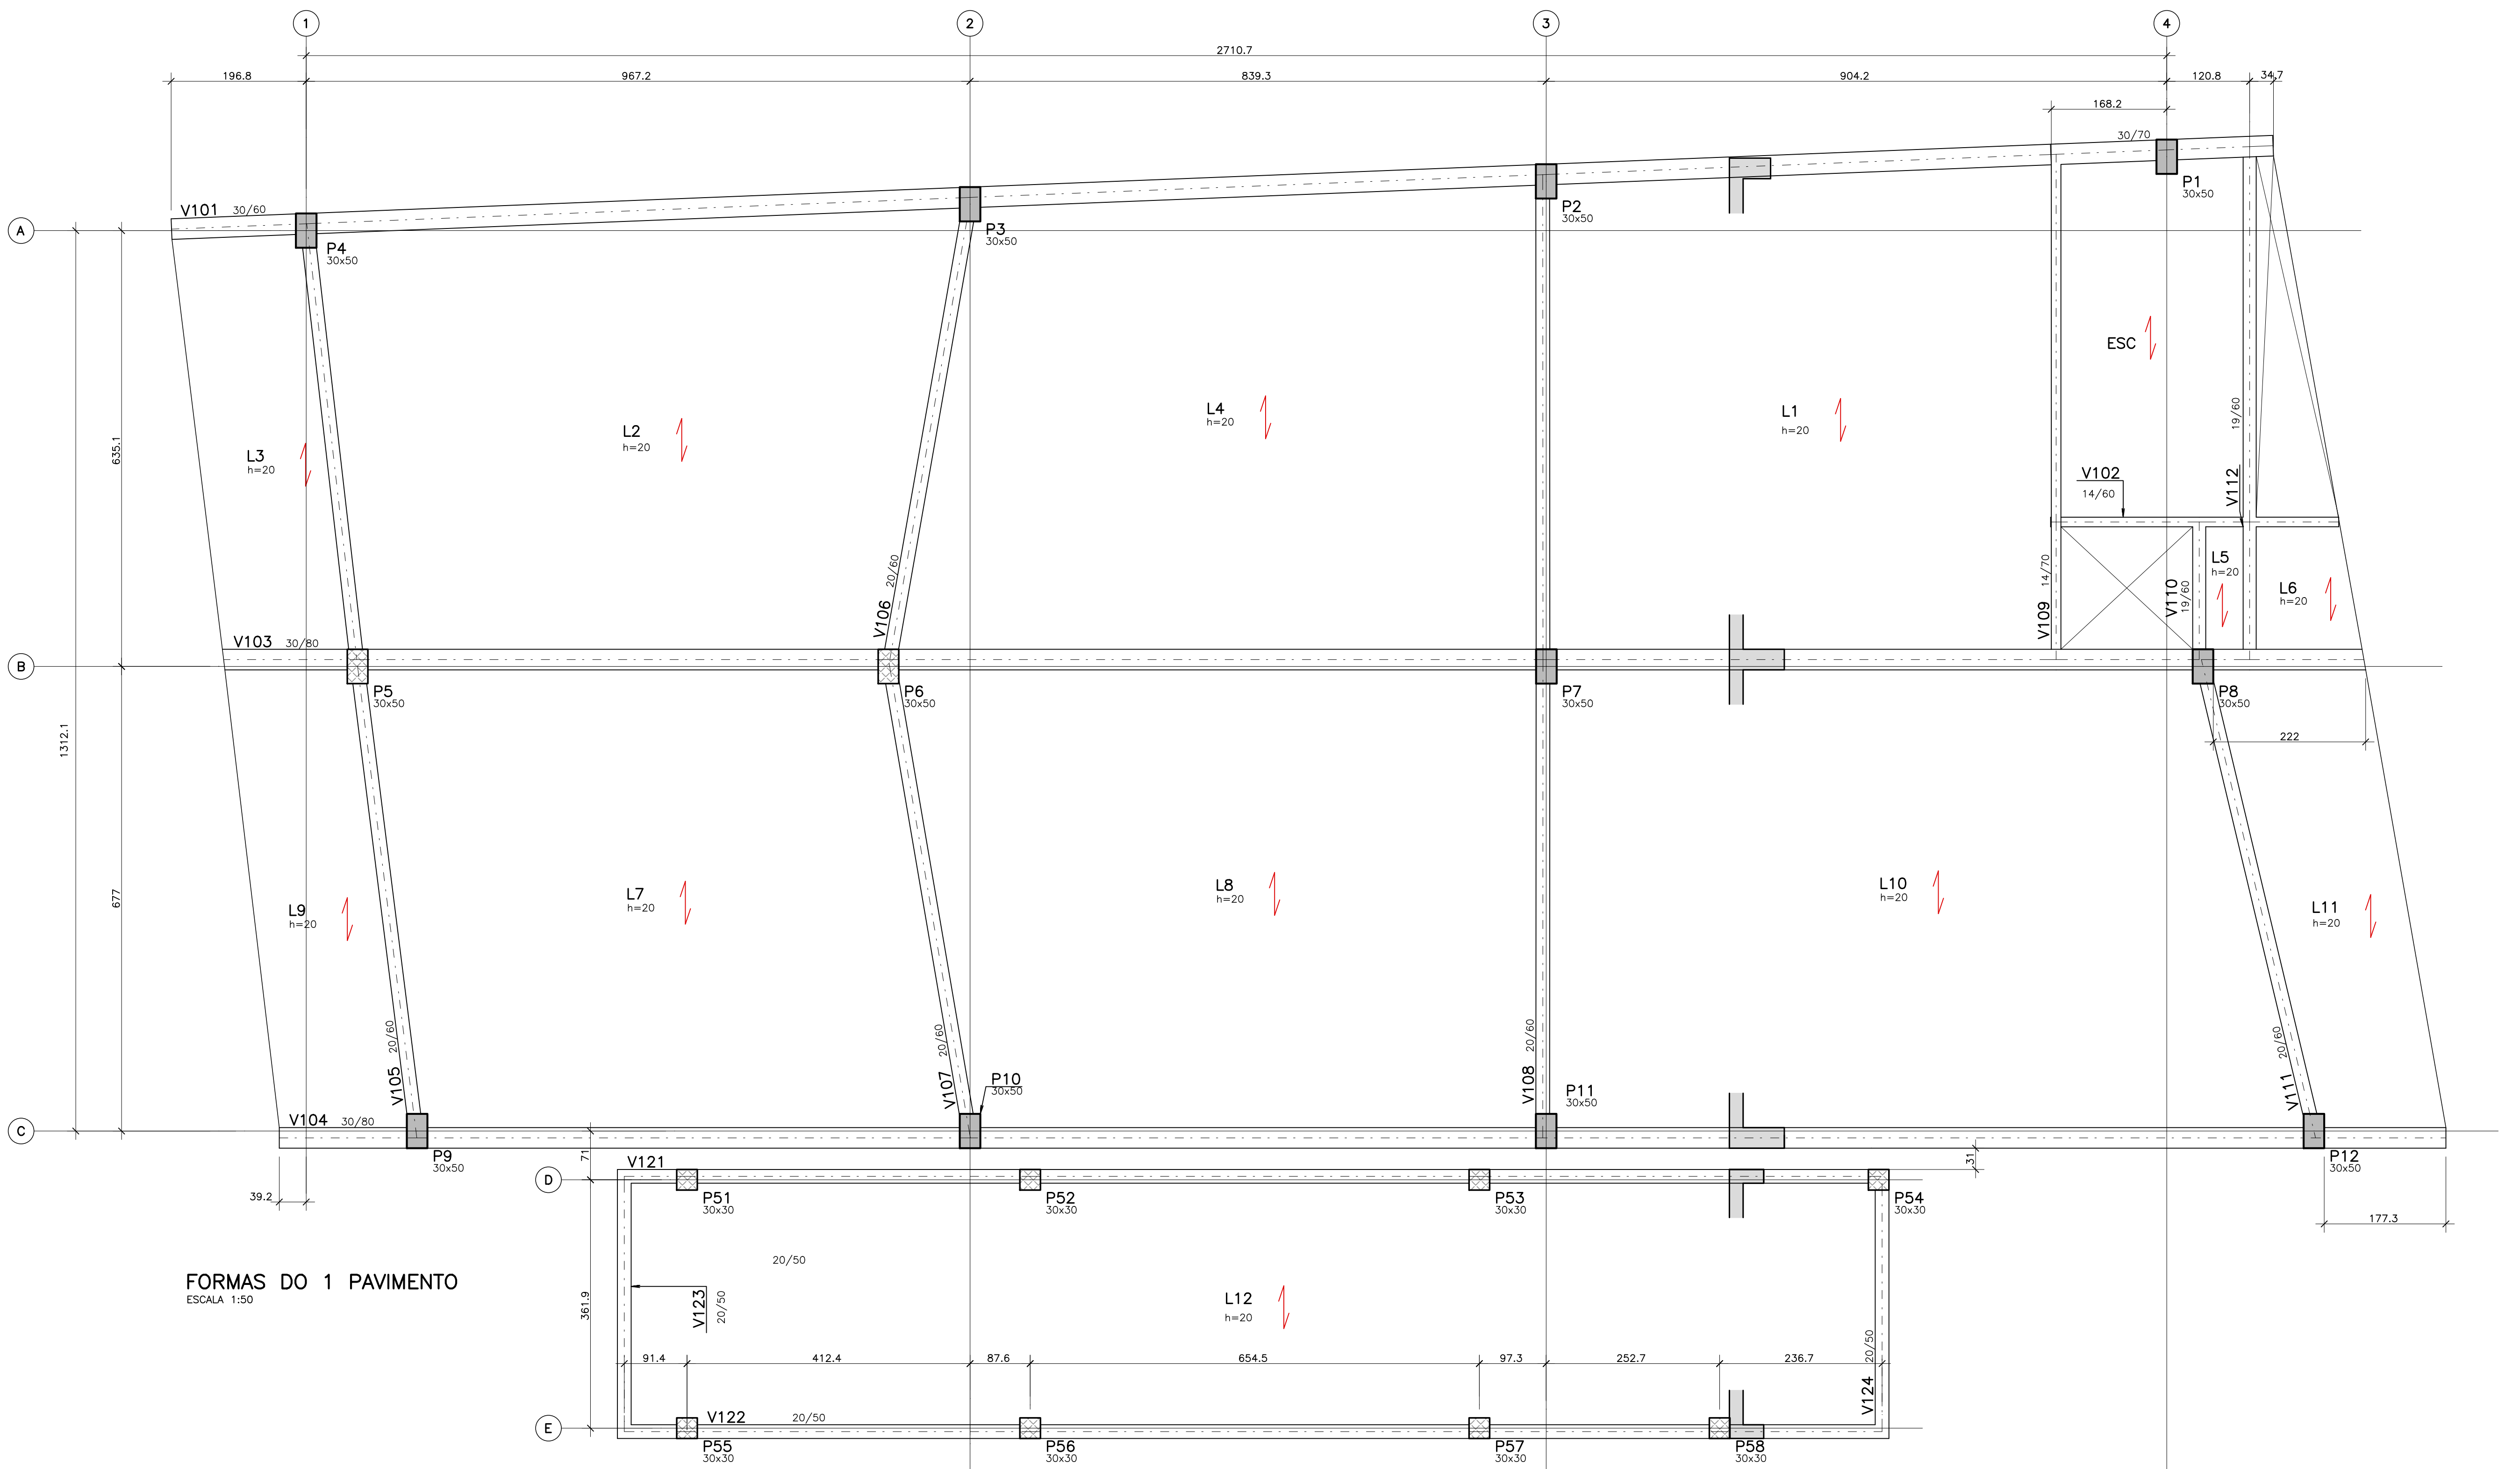 1
2
3
4
2710.7
196.8
967.2
839.3
904.2
120.8
34.7
168.2
30/70
P1
30x50
V101
30/60
P2
30x50
A
P3
30x50
P4
30x50
ESC
L4
h=20
L1
h=20
19/60
L2
h=20
635.1
L3
h=20
V102
14/60
V112
L5
h=20
20/60
14/70
V110
19/60
L6
h=20
V106
V109
V103
30/80
B
P5
30x50
P6
30x50
P7
30x50
P8
30x50
1312.1
222
L8
h=20
L10
h=20
L7
h=20
677
L9
h=20
L11
h=20
20/60
20/60
20/60
20/60
V105
V107
P10
30x50
V108
P11
30x50
V111
V104
30/80
C
P9
30x50
71
31
P12
30x50
V121
D
P51
30x30
P52
30x30
P53
30x30
P54
30x30
39.2
177.3
20/50
FORMAS DO 1 PAVIMENTO
ESCALA 1:50
361.9
V123
20/50
L12
h=20
20/50
91.4
412.4
87.6
654.5
97.3
252.7
236.7
V124
V122
20/50
E
P55
30x30
P56
30x30
P57
30x30
P58
30x30